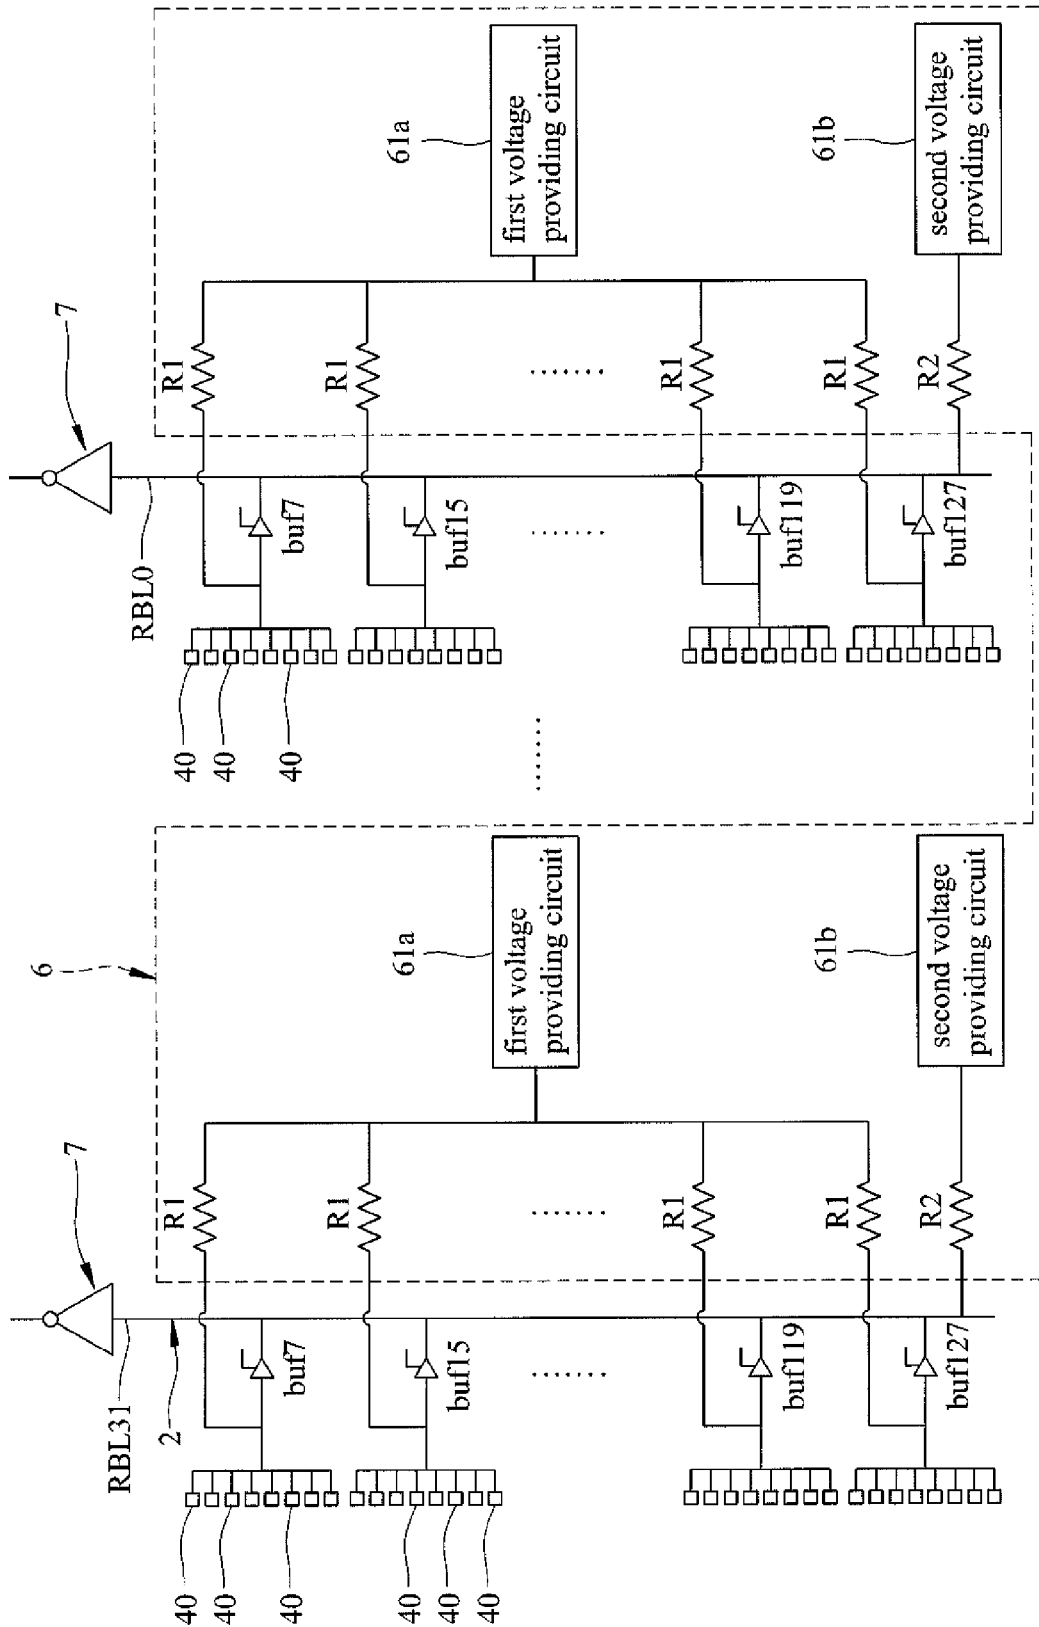 6
7
RBL31
2
40
40
40
buf7
R1
40
40
40
buf15
R1
61a
first voltage
providing circuit
buf119
R1
buf127
R1
R2
61b
second voltage
providing circuit
7
RBL0
40
40
40
buf7
R1
buf15
R1
61a
first voltage
providing circuit
buf119
R1
buf127
R1
R2
61b
second voltage
providing circuit